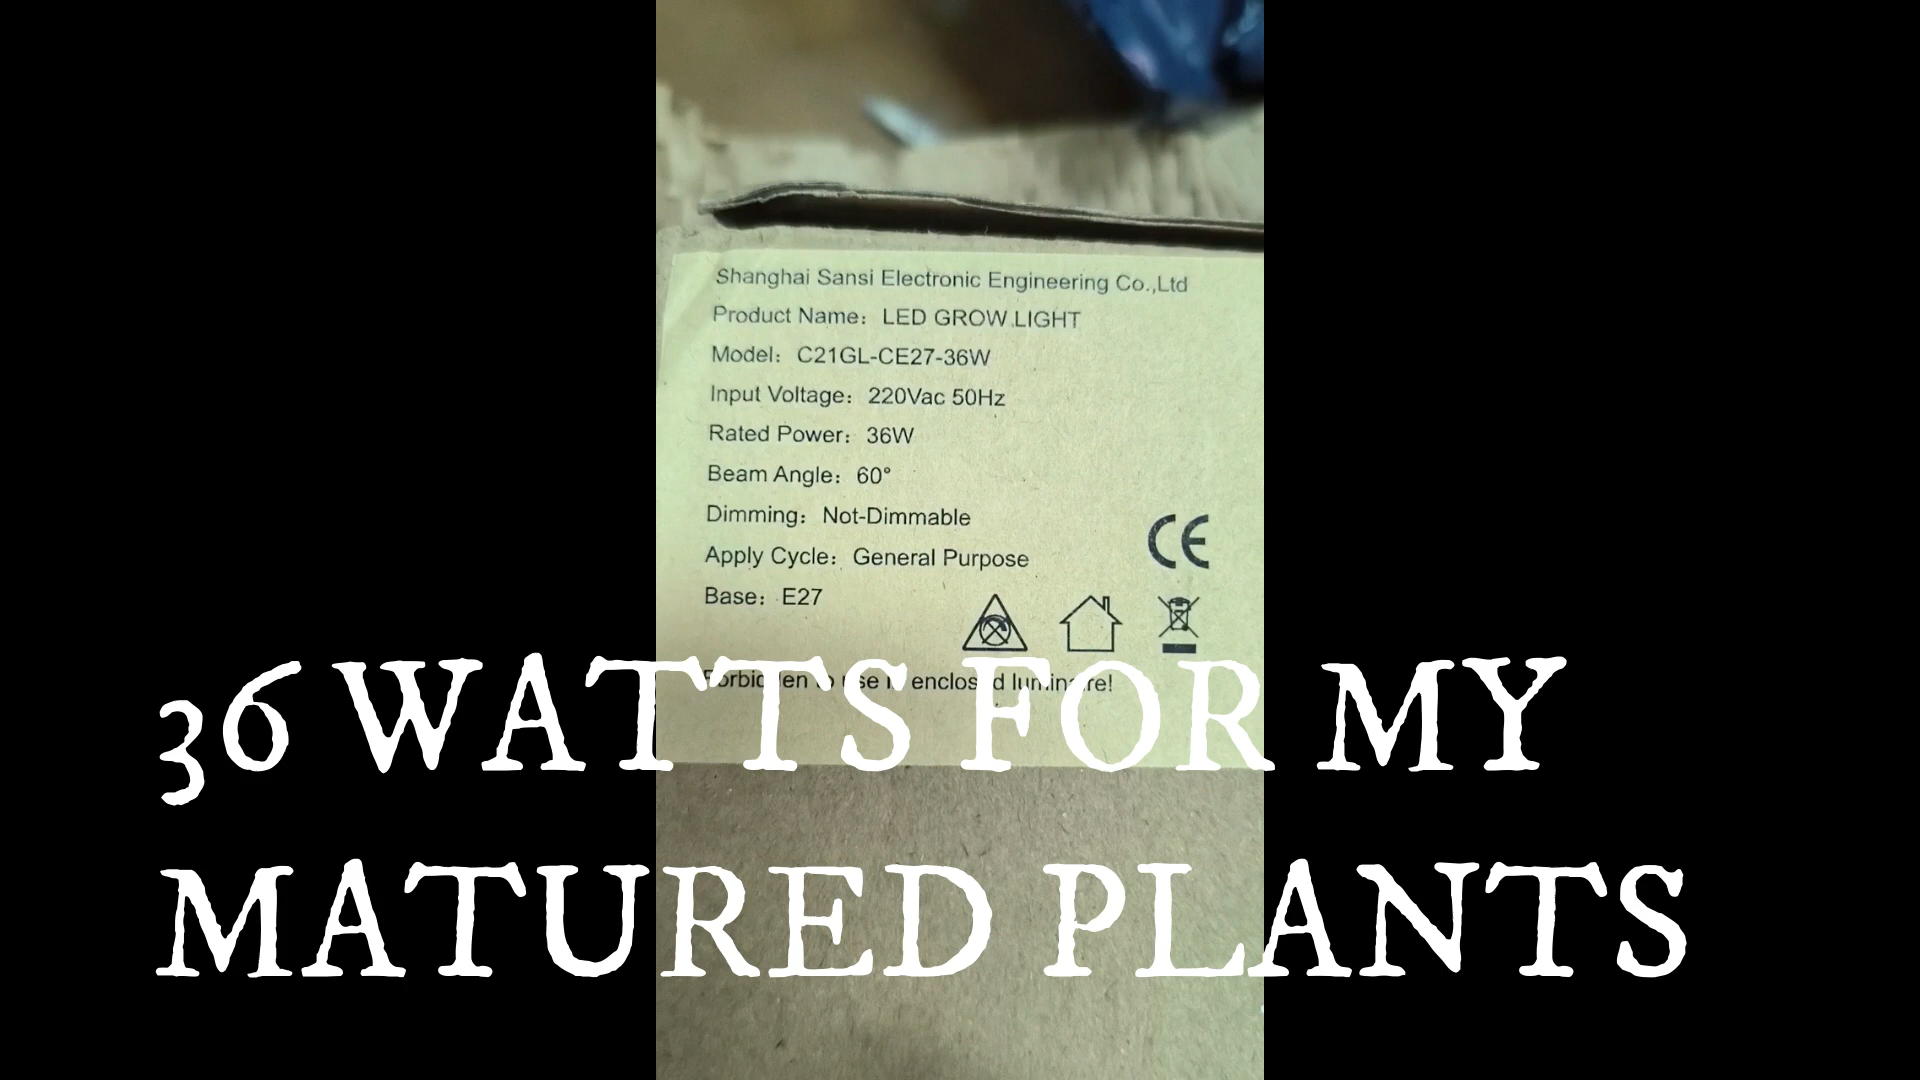 Shanghai Sansi Electronic Engineering Co.,Ltd
Product Name: LED GROW LIGHT
Model: C21GL-CE27-36W
Input Voltage: 220Vac 50Hz
Rated Power: 36W
Beam Angle: 60°
Dimming: Not-Dimmable
Apply Cycle: General Purpose
Base: E27
CE
Forbidden to use in enclosed luminaire!
36 WATTS FOR MY
MATURED PLANTS